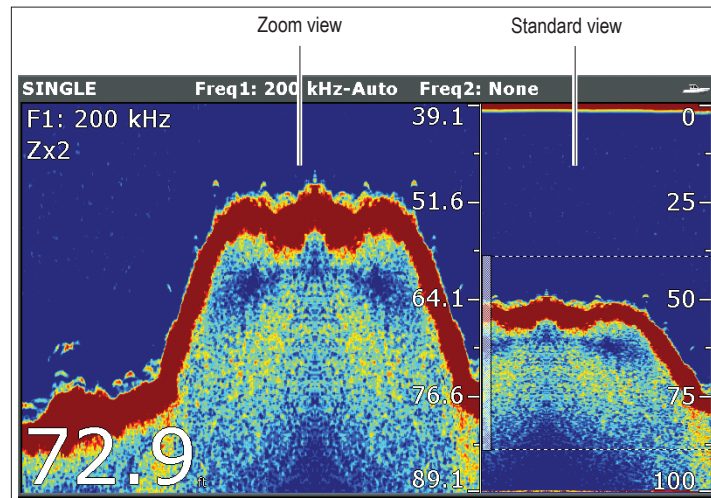 Zoom view Standard view
SINGLE Freq1: 200 kHz-Auto Freq2: None
F1: 200 kHz
Zx2
39.1
51.6
64.1
76.6
89.1
0
25
50
75
100
72.9 ft